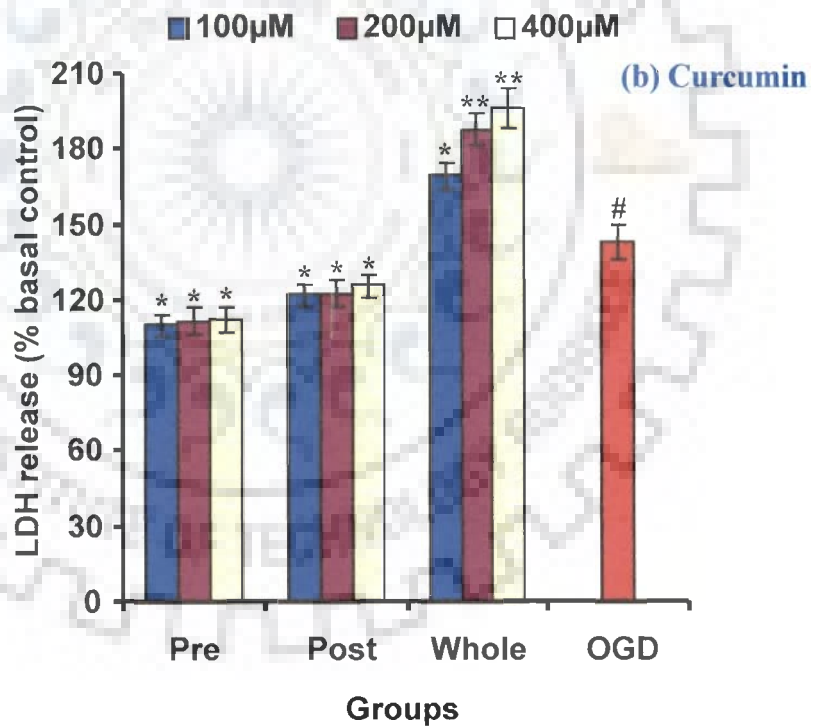 100µM 200µM 400µM
(b) Curcumin
LDH release (% basal control)
210
180
150
120
90
60
30
0
* * *
* * *
* ** **
#
Pre Post Whole OGD
Groups